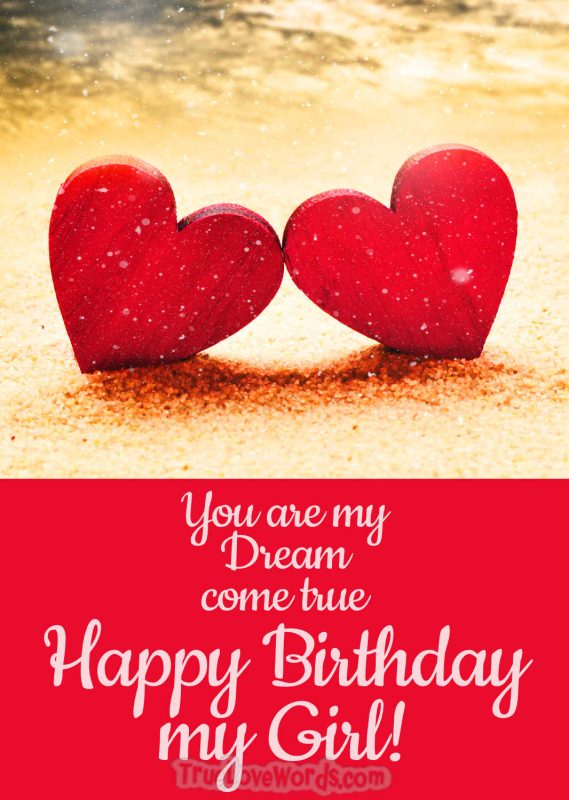 You are my
Dream
come true
Happy Birthday
my Girl!
TrueLoveWords.com